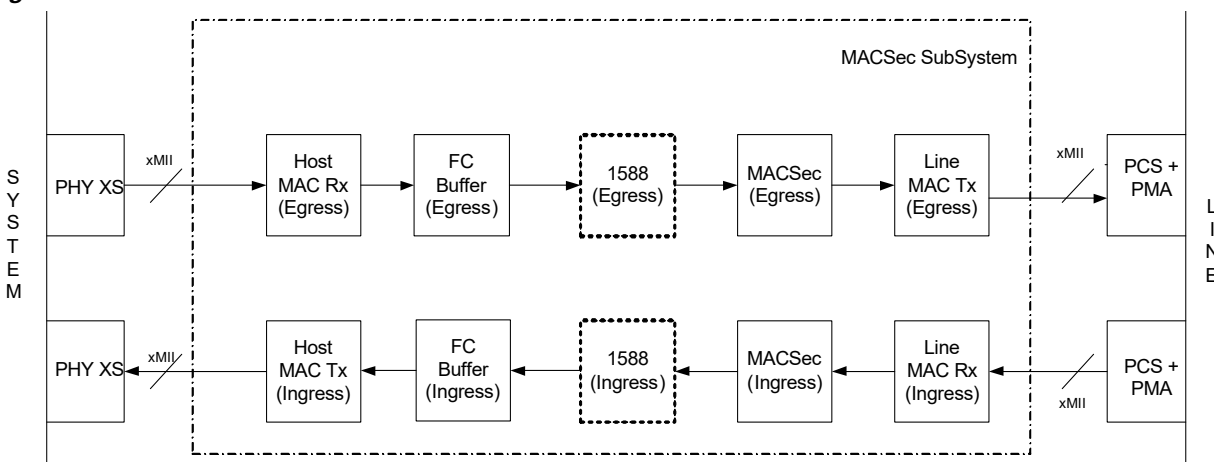 MACSec SubSystem
S
Y
S
T
E
M
PHY XS
xMII
Host
MAC Rx
(Egress)
FC
Buffer
(Egress)
1588
(Egress)
MACSec
(Egress)
Line
MAC Tx
(Egress)
xMII
PCS +
PMA
L
I
N
E
PHY XS
xMII
Host
MAC Tx
(Ingress)
FC
Buffer
(Ingress)
1588
(Ingress)
MACSec
(Ingress)
Line
MAC Rx
(Ingress)
xMII
PCS +
PMA